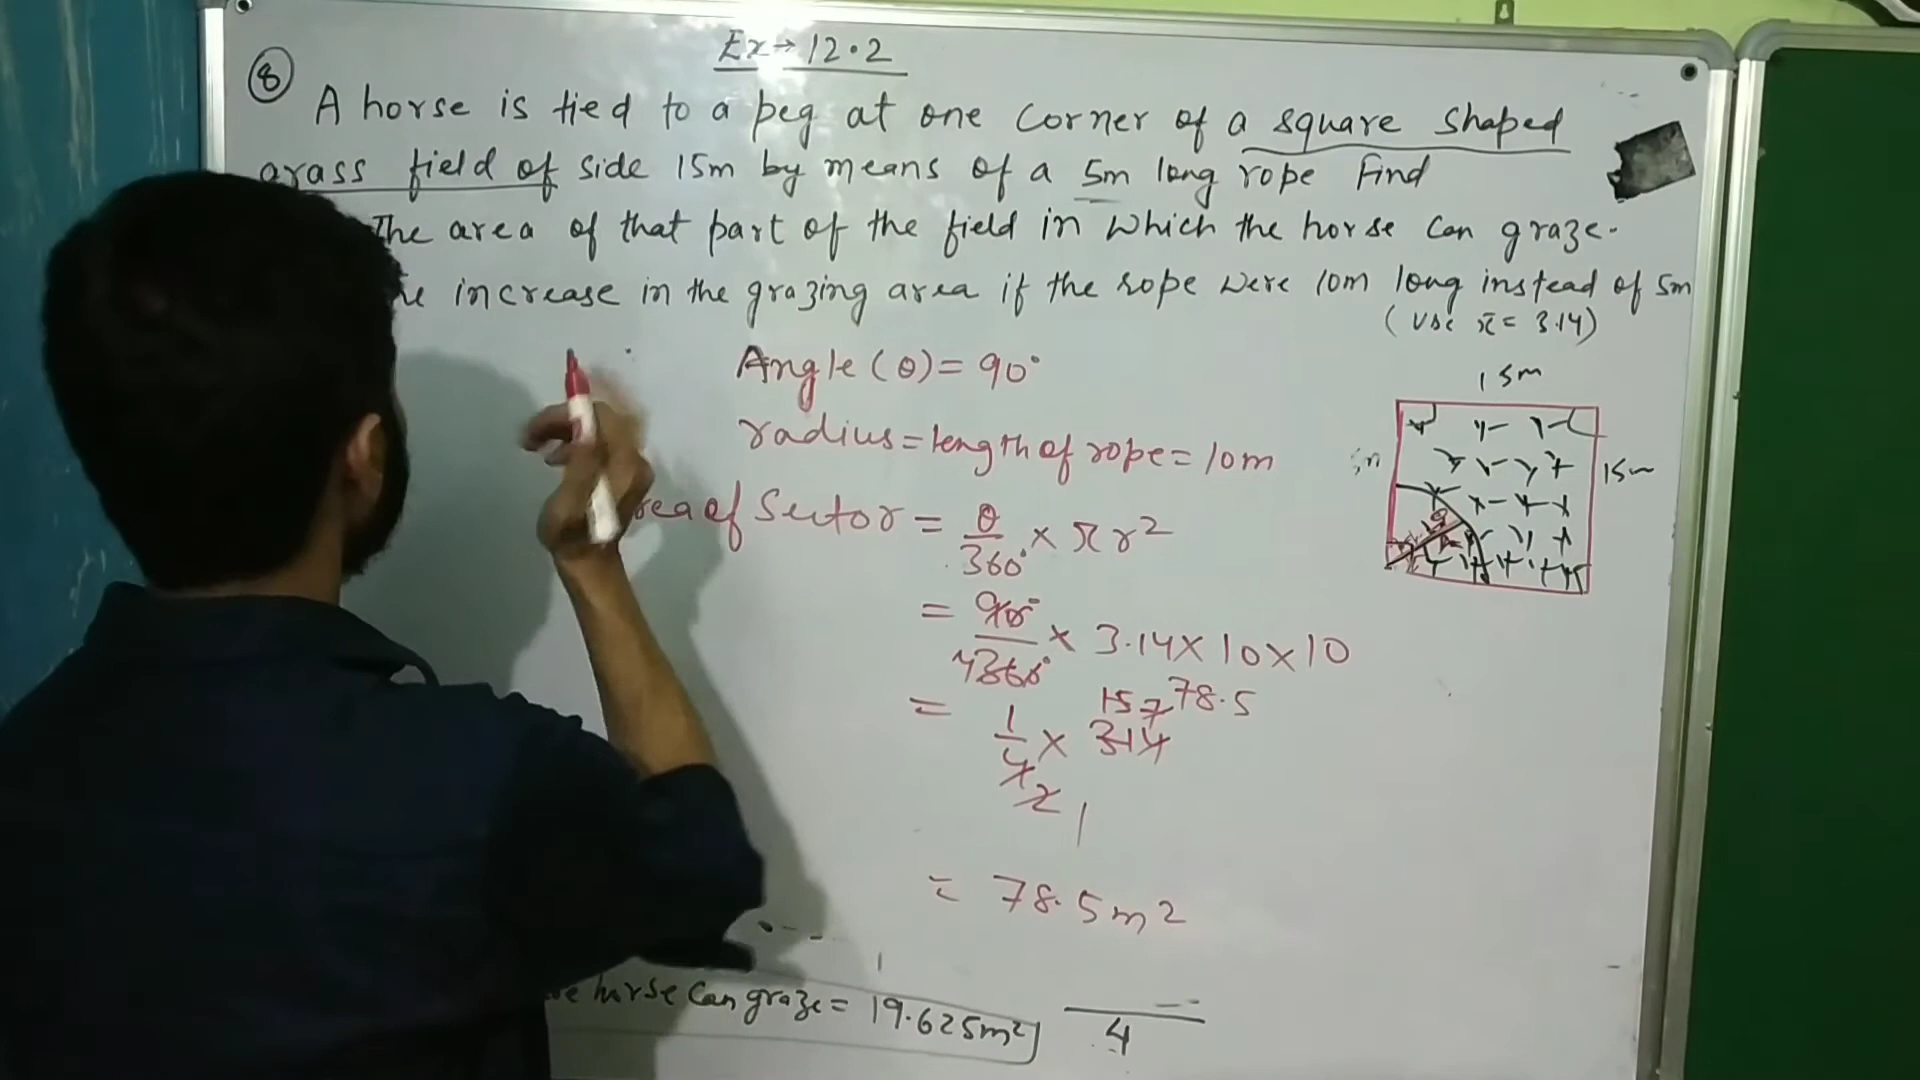 Ex→ 12.2
⑧ A horse is tied to a peg at one corner of a square shaped
grass field of side 15m by means of a 5m long rope Find
The area of that part of the field in which the horse can graze.
increase in the grazing area if the rope were 10m long instead of 5m
(use π = 3.14)
Angle (θ) = 90°
radius = length of rope = 10m
of Sector = θ/360° × πr²
= 90°/360° × 3.14 × 10 × 10
157 78.5
= 1/4 × 314
2
1
= 78.5m²
horse can graze = 19.625m²
4
15m
15m